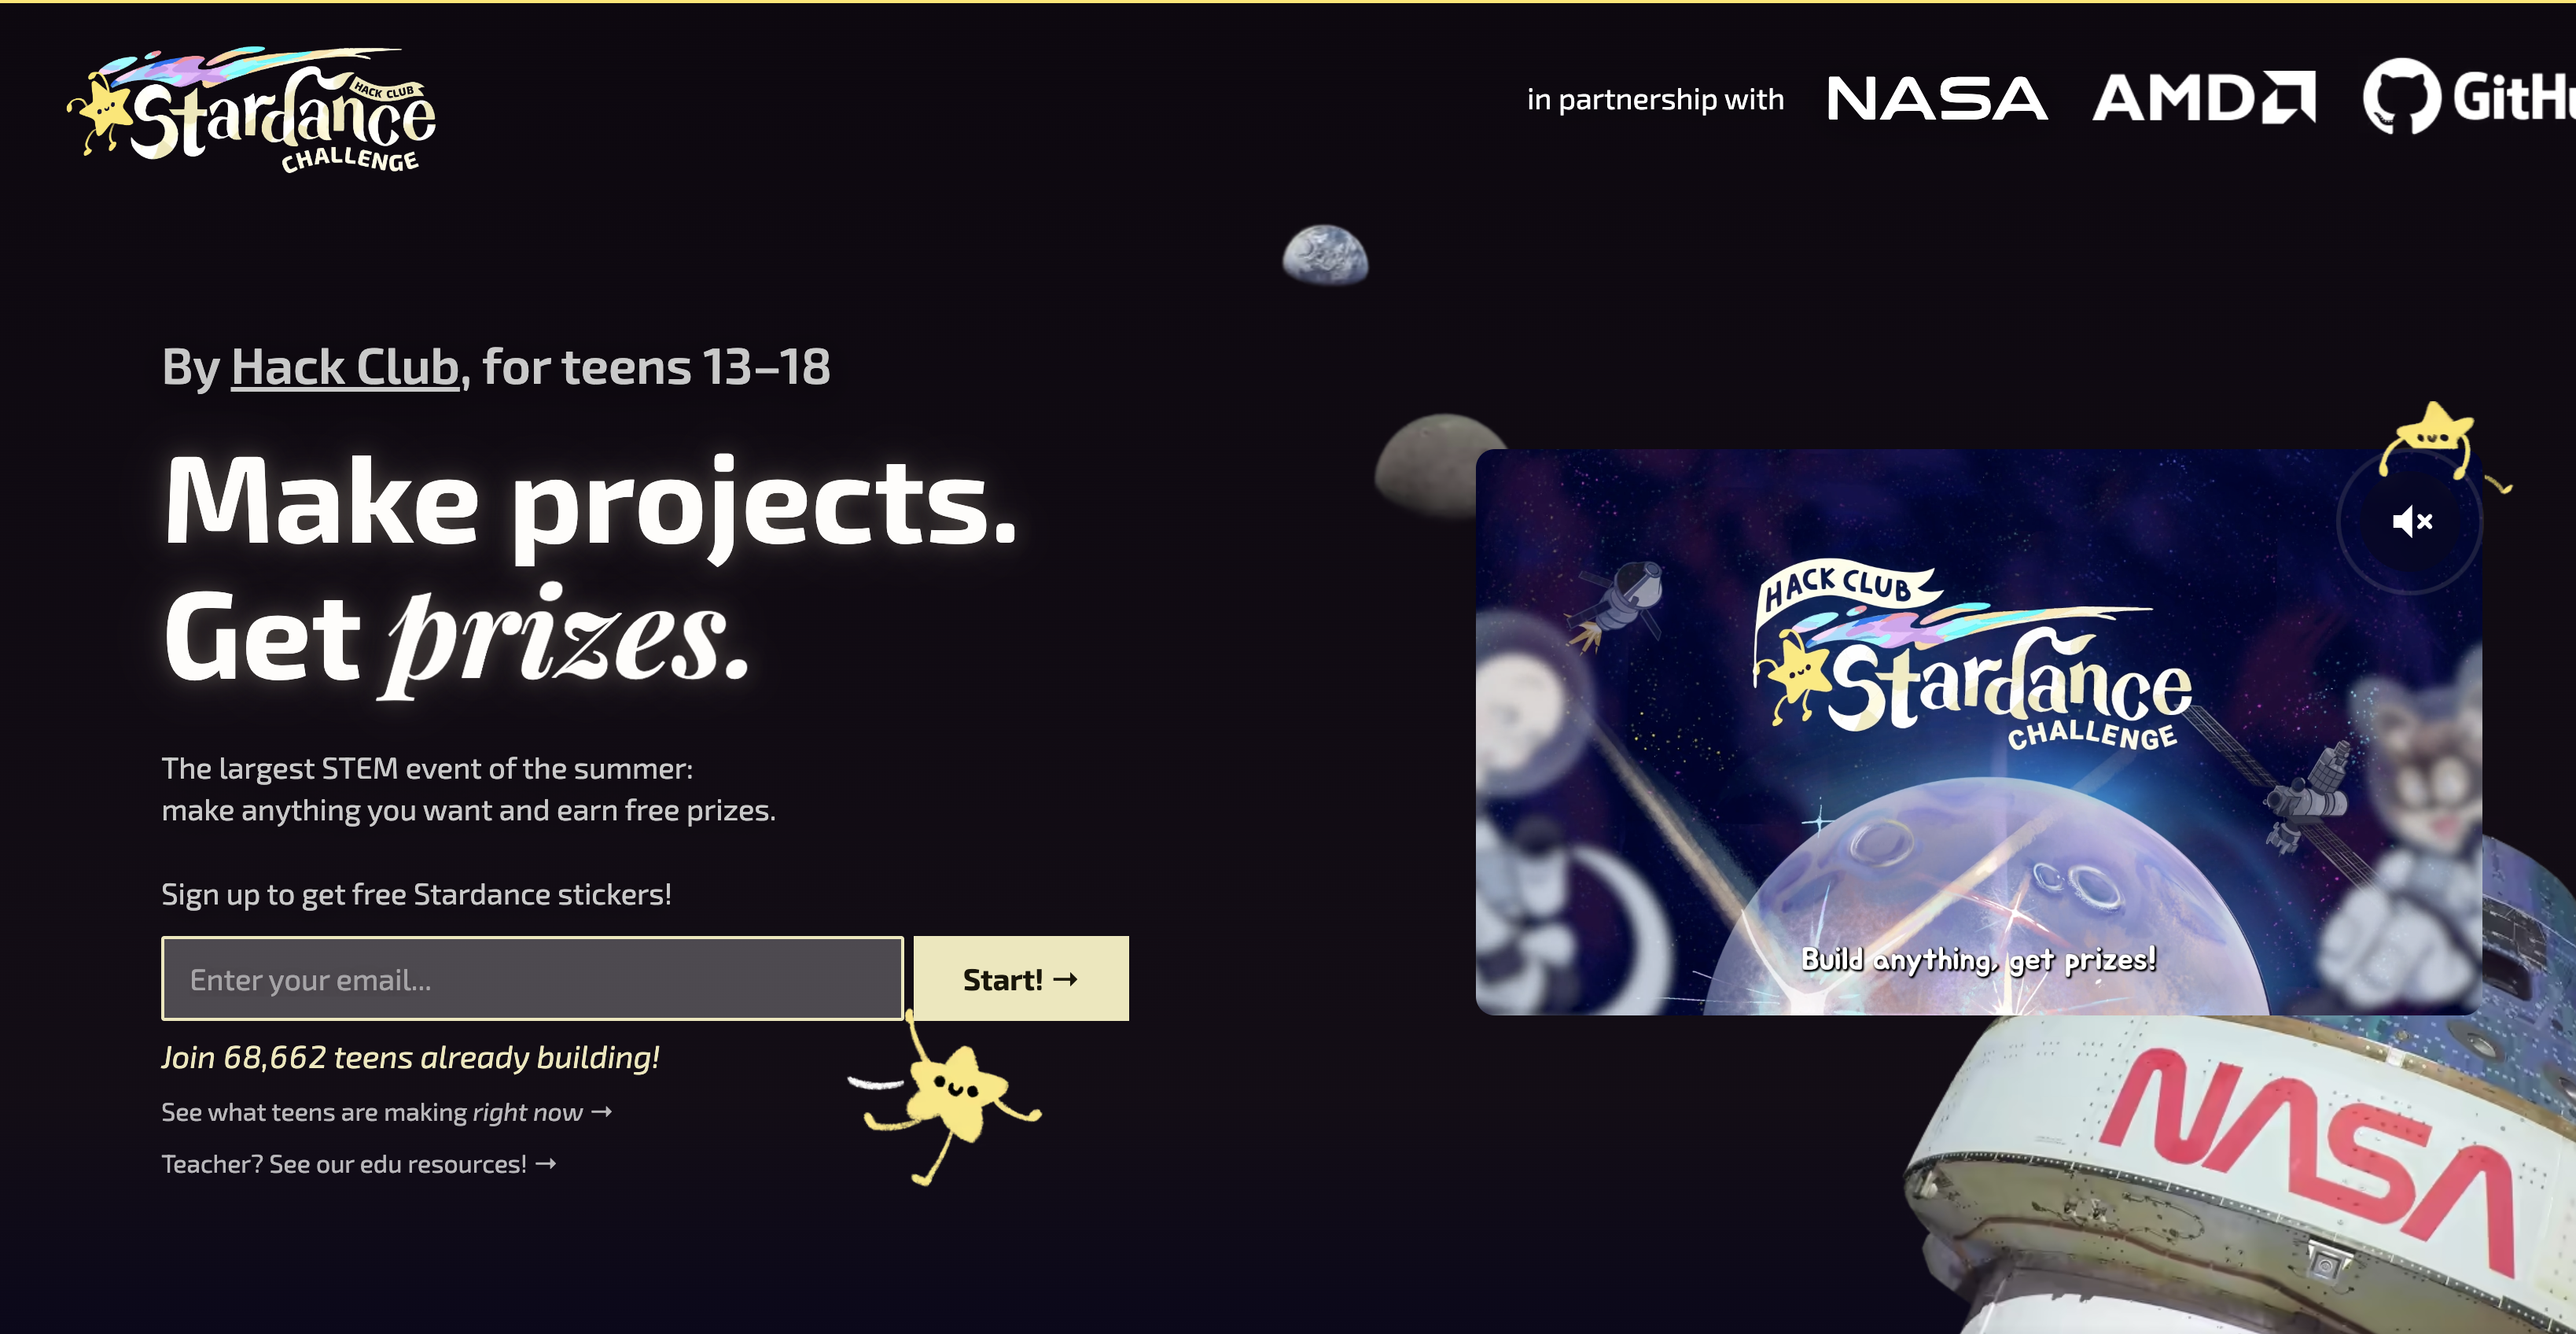 HACK CLUB
Stardance
CHALLENGE
in partnership with NASA AMD GitHu
By Hack Club, for teens 13–18
Make projects.
Get prizes.
The largest STEM event of the summer:
make anything you want and earn free prizes.
Sign up to get free Stardance stickers!
Enter your email...
Start! →
Join 68,662 teens already building!
See what teens are making right now →
Teacher? See our edu resources! →
HACK CLUB
Stardance
CHALLENGE
Build anything, get prizes!
NASA